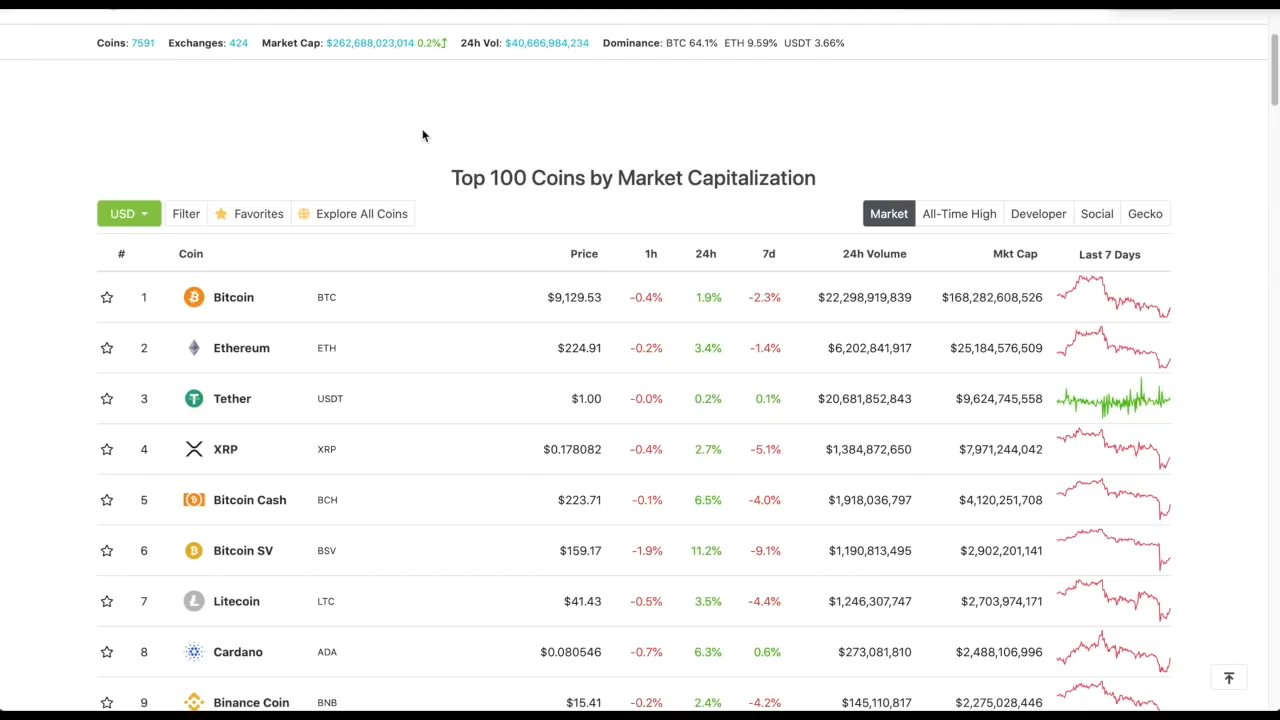 Coins: 7591 Exchanges: 424 Market Cap: $262,688,023,014 0.2% 24h Vol: $40,666,984,234 Dominance: BTC 64.1% ETH 9.59% USDT 3.66%
Top 100 Coins by Market Capitalization
USD Filter Favorites Explore All Coins Market All-Time High Developer Social Gecko
# Coin Price 1h 24h 7d 24h Volume Mkt Cap Last 7 Days
1 Bitcoin BTC $9,129.53 -0.4% 1.9% -2.3% $22,298,919,839 $168,282,608,526
2 Ethereum ETH $224.91 -0.2% 3.4% -1.4% $6,202,841,917 $25,184,576,509
3 Tether USDT $1.00 -0.0% 0.2% 0.1% $20,681,852,843 $9,624,745,558
4 XRP XRP $0.178082 -0.4% 2.7% -5.1% $1,384,872,650 $7,971,244,042
5 Bitcoin Cash BCH $223.71 -0.1% 6.5% -4.0% $1,918,036,797 $4,120,251,708
6 Bitcoin SV BSV $159.17 -1.9% 11.2% -9.1% $1,190,813,495 $2,902,201,141
7 Litecoin LTC $41.43 -0.5% 3.5% -4.4% $1,246,307,747 $2,703,974,171
8 Cardano ADA $0.080546 -0.7% 6.3% 0.6% $273,081,810 $2,488,106,996
9 Binance Coin BNB $15.41 -0.2% 2.4% -4.2% $145,110,817 $2,275,028,446